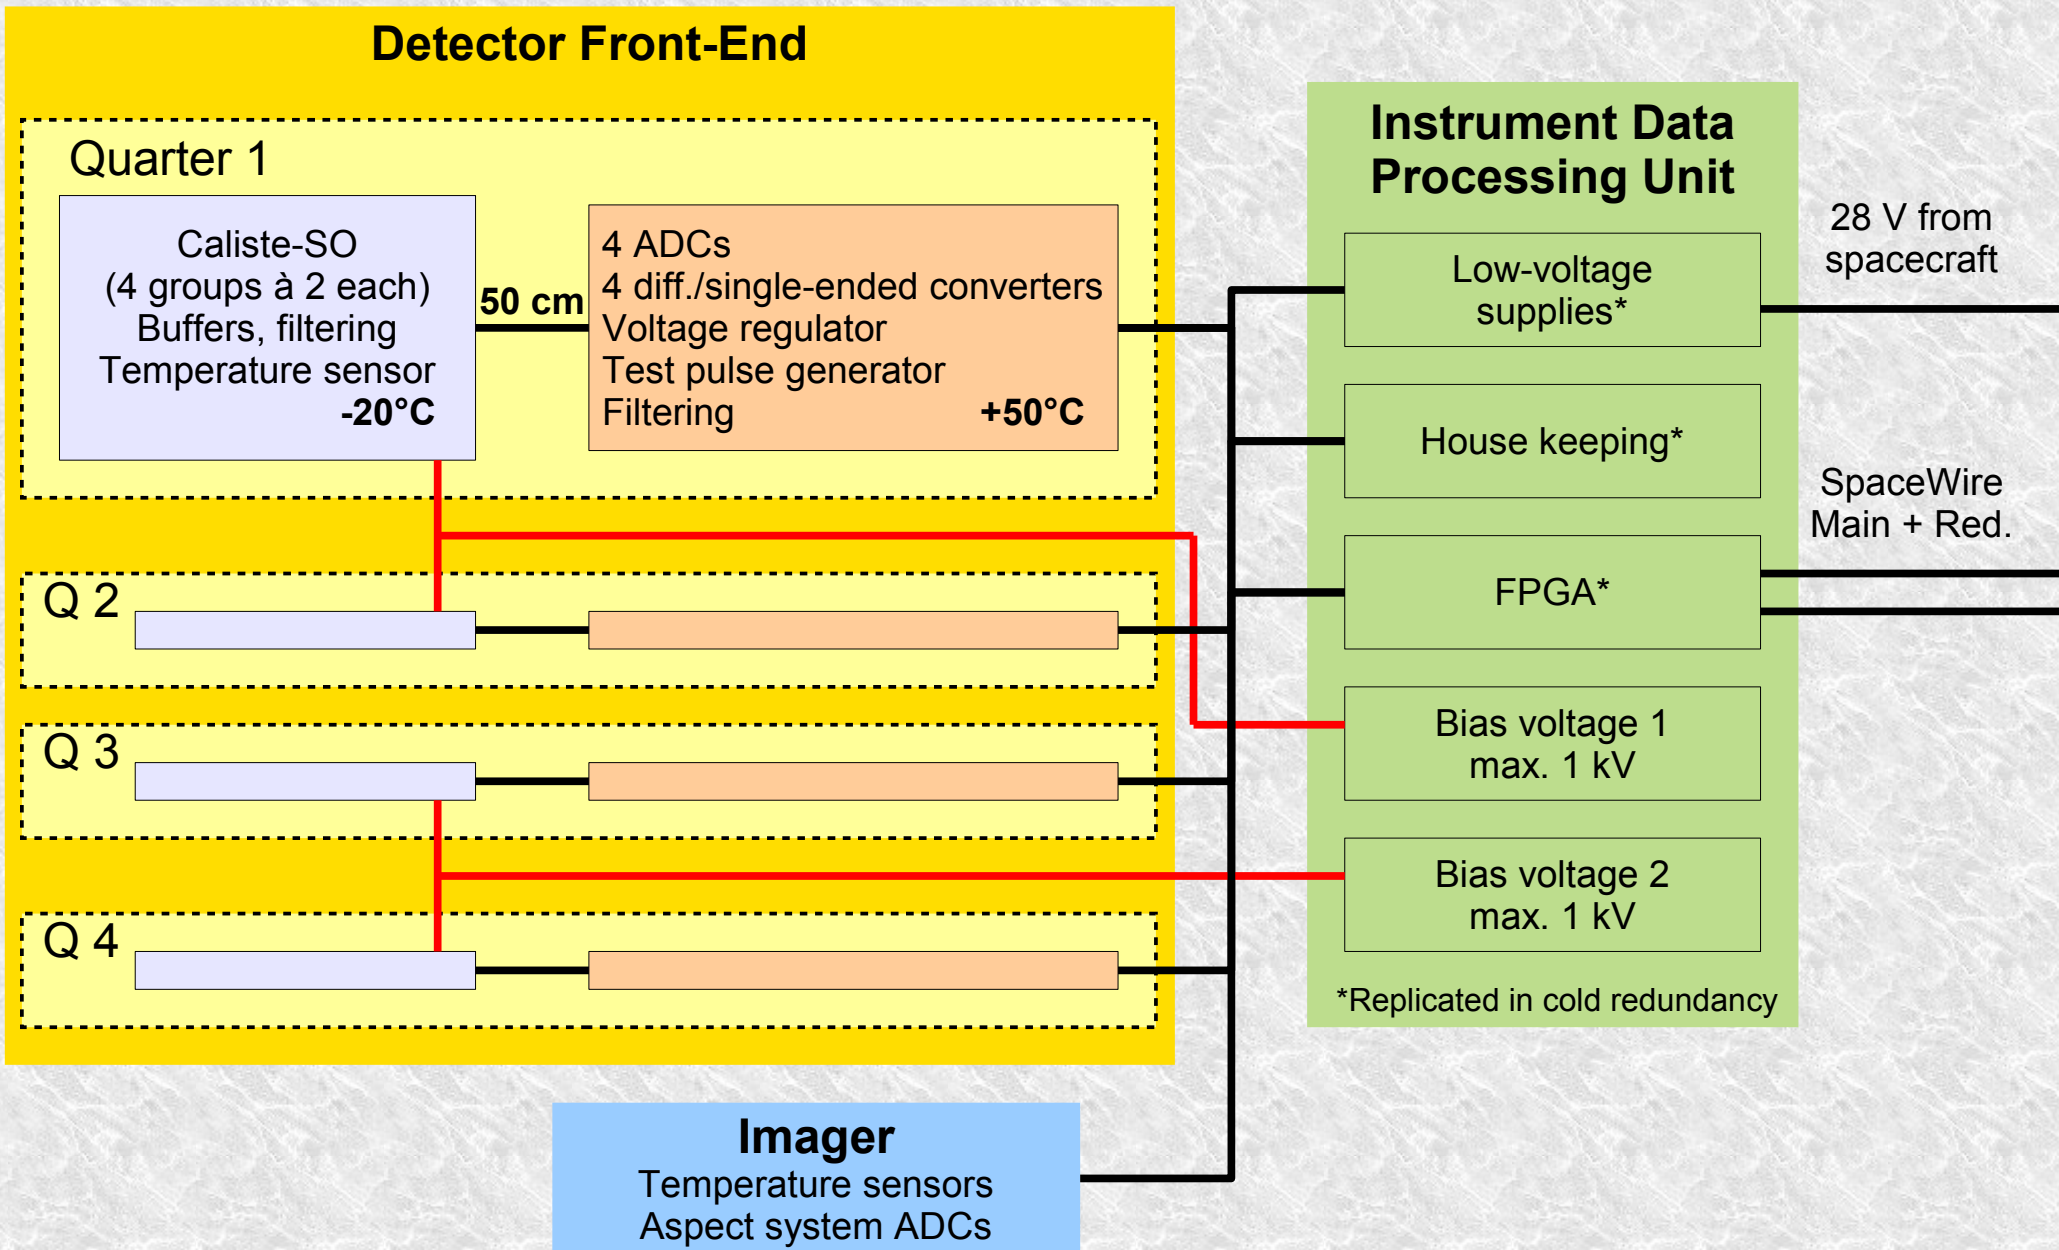 Detector Front-End
Quarter 1
Caliste-SO
(4 groups à 2 each)
Buffers, filtering
Temperature sensor
-20°C
50 cm
4 ADCs
4 diff./single-ended converters
Voltage regulator
Test pulse generator
Filtering +50°C
Q 2
Q 3
Q 4
Imager
Temperature sensors
Aspect system ADCs
Instrument Data
Processing Unit
Low-voltage
supplies*
House keeping*
FPGA*
Bias voltage 1
max. 1 kV
Bias voltage 2
max. 1 kV
*Replicated in cold redundancy
28 V from
spacecraft
SpaceWire
Main + Red.